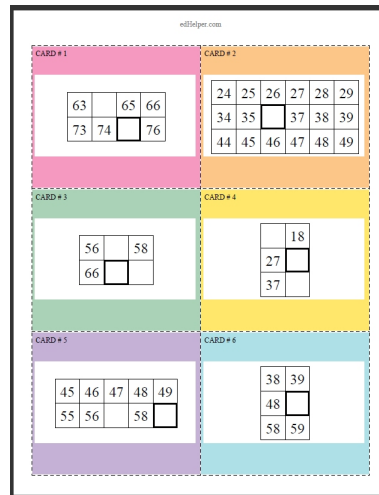 edHelper.com
CARD # 1
63 65 66
73 74 76
CARD # 2
24 25 26 27 28 29
34 35 37 38 39
44 45 46 47 48 49
CARD # 3
56 58
66
CARD # 4
18
27
37
CARD # 5
45 46 47 48 49
55 56 58
CARD # 6
38 39
48
58 59